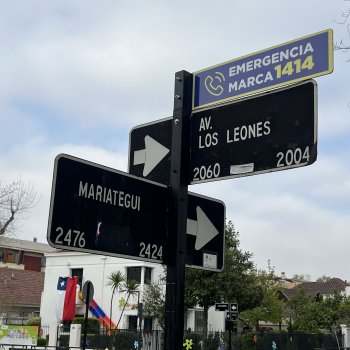 EMERGENCIA
MARCA 1414
AV.
LOS LEONES
2060 2004
MARIATEGUI
2476 2424